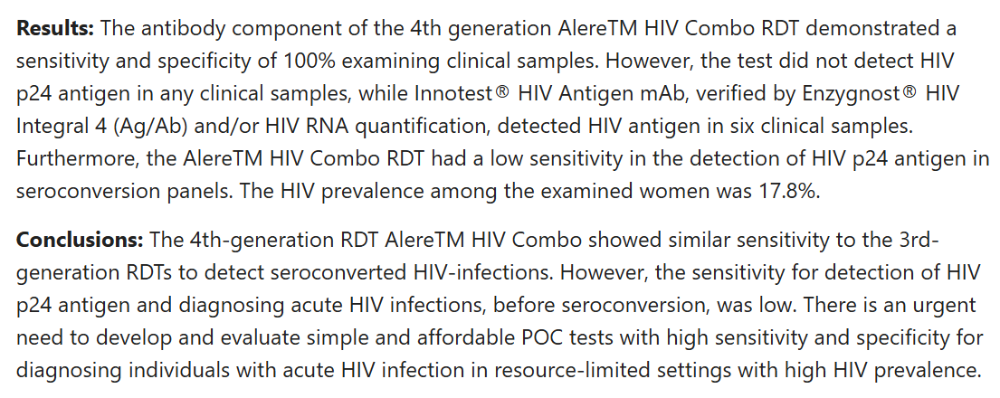 Results: The antibody component of the 4th generation AlereTM HIV Combo RDT demonstrated a
sensitivity and specificity of 100% examining clinical samples. However, the test did not detect HIV
p24 antigen in any clinical samples, while Innotest® HIV Antigen mAb, verified by Enzygnost® HIV
Integral 4 (Ag/Ab) and/or HIV RNA quantification, detected HIV antigen in six clinical samples.
Furthermore, the AlereTM HIV Combo RDT had a low sensitivity in the detection of HIV p24 antigen in
seroconversion panels. The HIV prevalence among the examined women was 17.8%.
Conclusions: The 4th-generation RDT AlereTM HIV Combo showed similar sensitivity to the 3rd-
generation RDTs to detect seroconverted HIV-infections. However, the sensitivity for detection of HIV
p24 antigen and diagnosing acute HIV infections, before seroconversion, was low. There is an urgent
need to develop and evaluate simple and affordable POC tests with high sensitivity and specificity for
diagnosing individuals with acute HIV infection in resource-limited settings with high HIV prevalence.